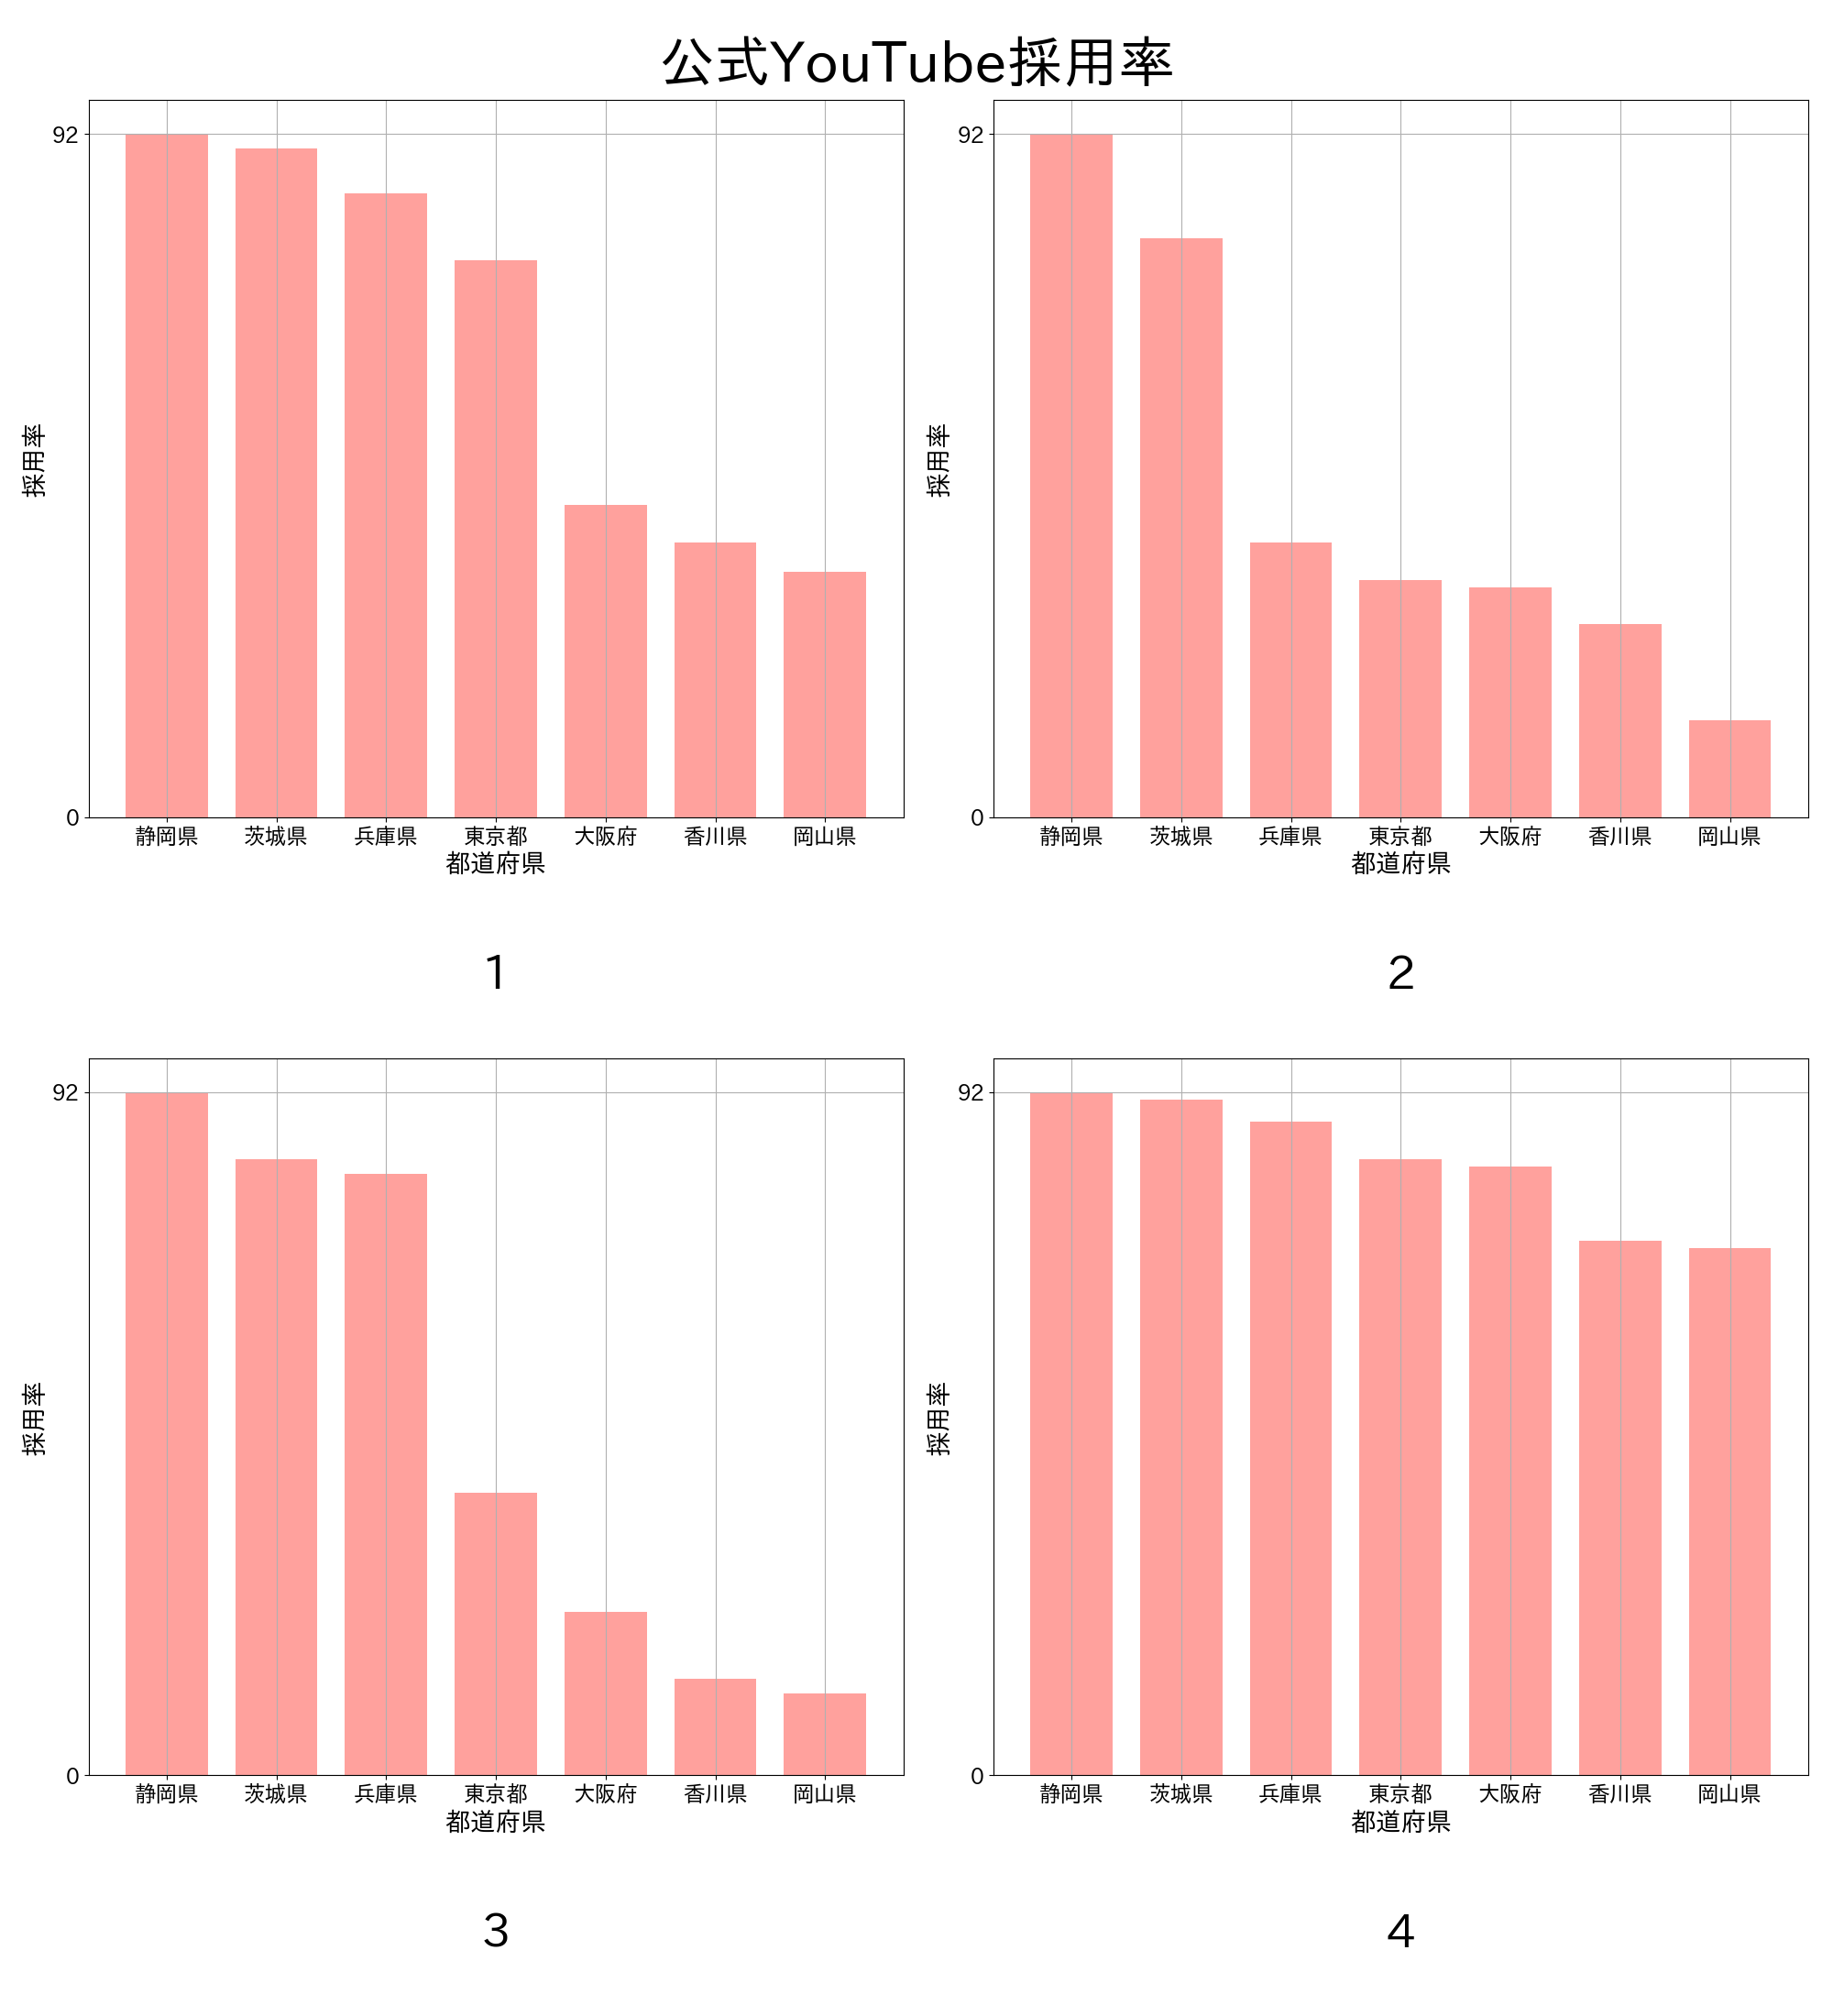 公式YouTube採用率
92
0
採用率
静岡県 茨城県 兵庫県 東京都 大阪府 香川県 岡山県
都道府県
1
92
0
採用率
静岡県 茨城県 兵庫県 東京都 大阪府 香川県 岡山県
都道府県
2
92
0
採用率
静岡県 茨城県 兵庫県 東京都 大阪府 香川県 岡山県
都道府県
3
92
0
採用率
静岡県 茨城県 兵庫県 東京都 大阪府 香川県 岡山県
都道府県
4